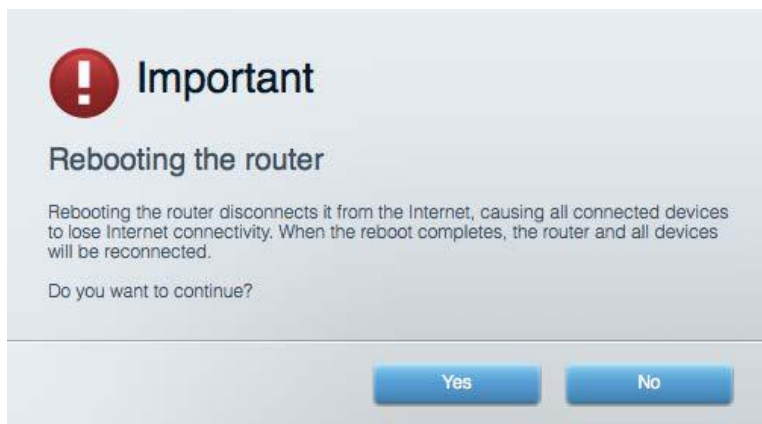 Important
Rebooting the router
Rebooting the router disconnects it from the Internet, causing all connected devices
to lose Internet connectivity. When the reboot completes, the router and all devices
will be reconnected.
Do you want to continue?
Yes
No